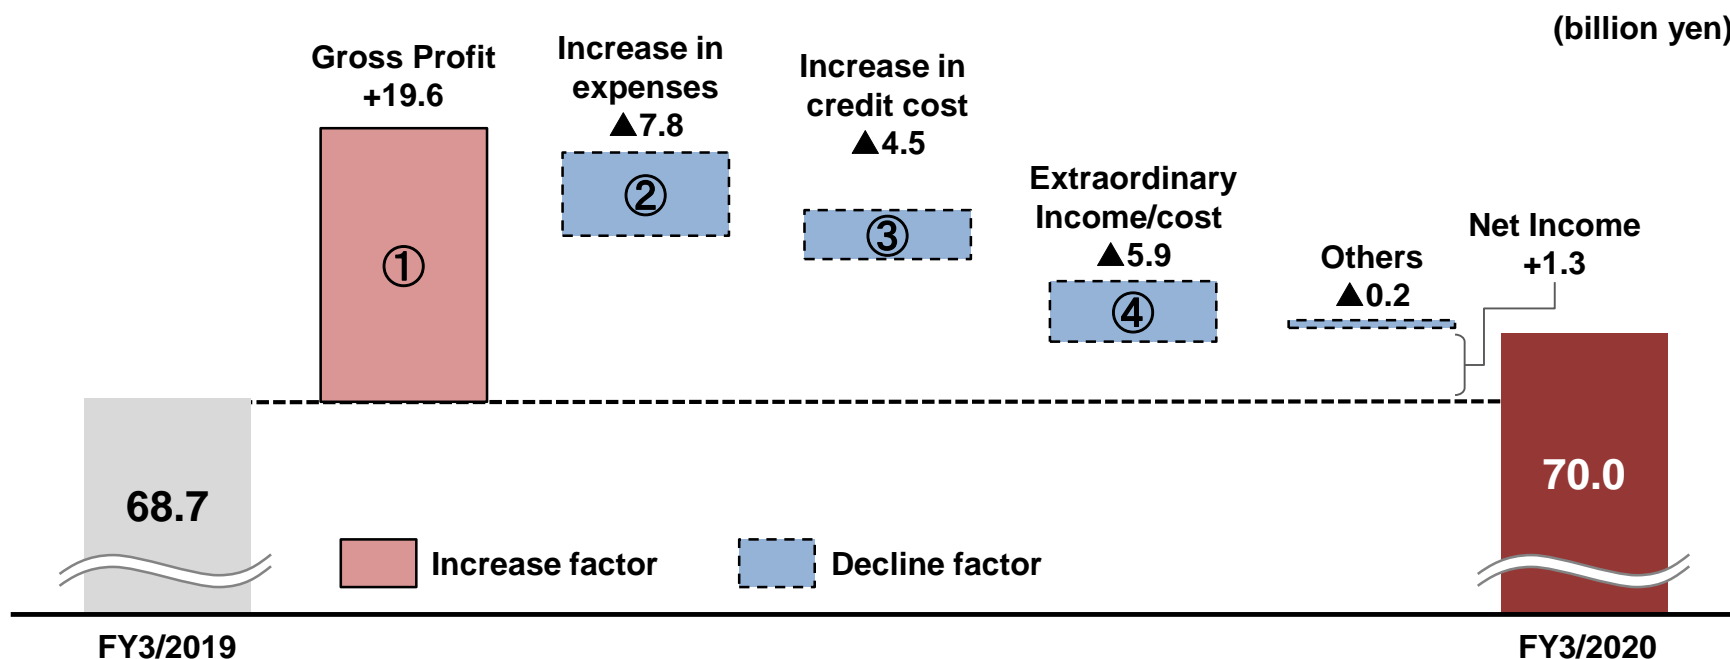 (billion yen)
Gross Profit
+19.6
Increase in
expenses
▲7.8
Increase in
credit cost
▲4.5
Extraordinary
Income/cost
▲5.9
Others
▲0.2
Net Income
+1.3
①
②
③
④
68.7
70.0
Increase factor
Decline factor
FY3/2019
FY3/2020